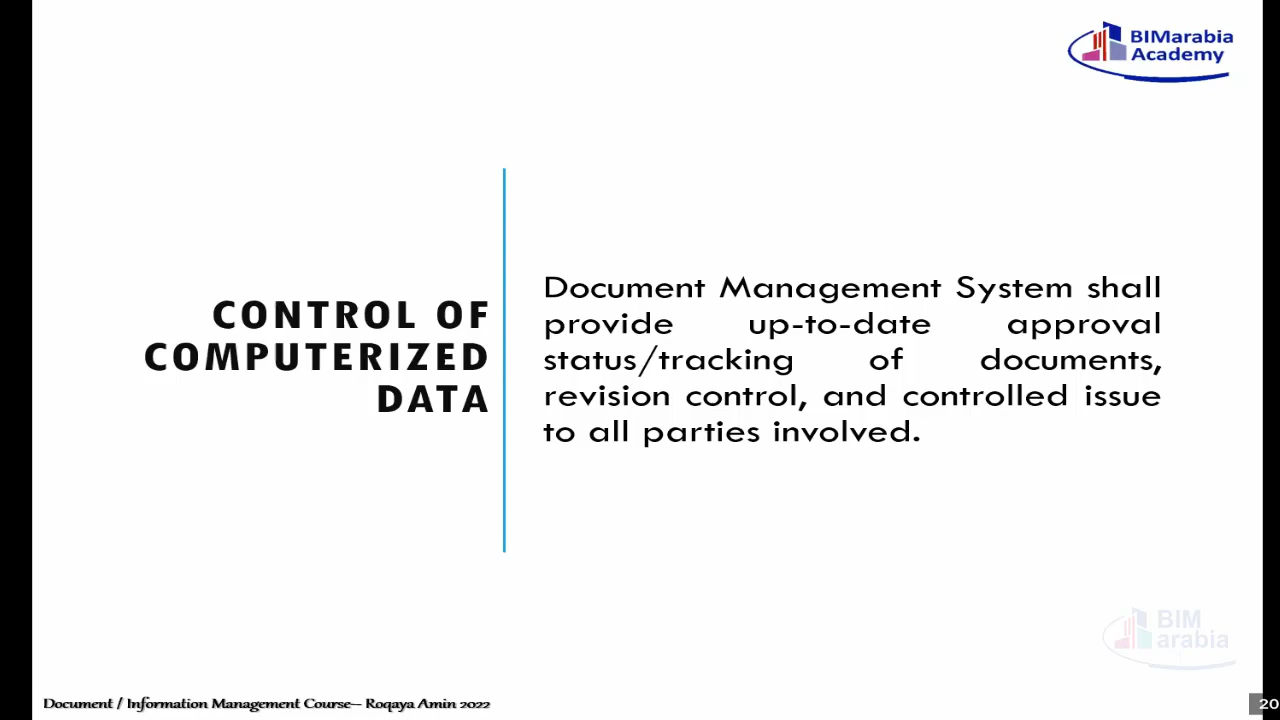 BIMarabia
Academy
CONTROL OF
COMPUTERIZED
DATA
Document Management System shall
provide up-to-date approval
status/tracking of documents,
revision control, and controlled issue
to all parties involved.
BIM
arabia
Document / Information Management Course– Roqaya Amin 2022
20